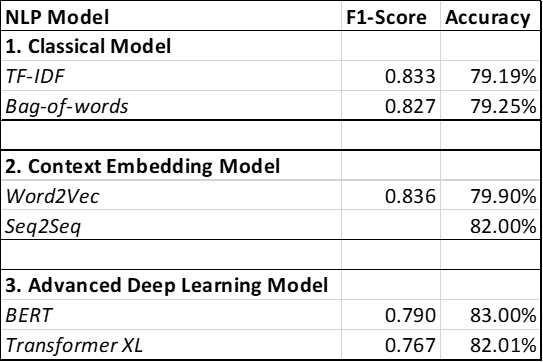 NLP Model F1-Score Accuracy
1. Classical Model
TF-IDF 0.833 79.19%
Bag-of-words 0.827 79.25%
2. Context Embedding Model
Word2Vec 0.836 79.90%
Seq2Seq 82.00%
3. Advanced Deep Learning Model
BERT 0.790 83.00%
Transformer XL 0.767 82.01%